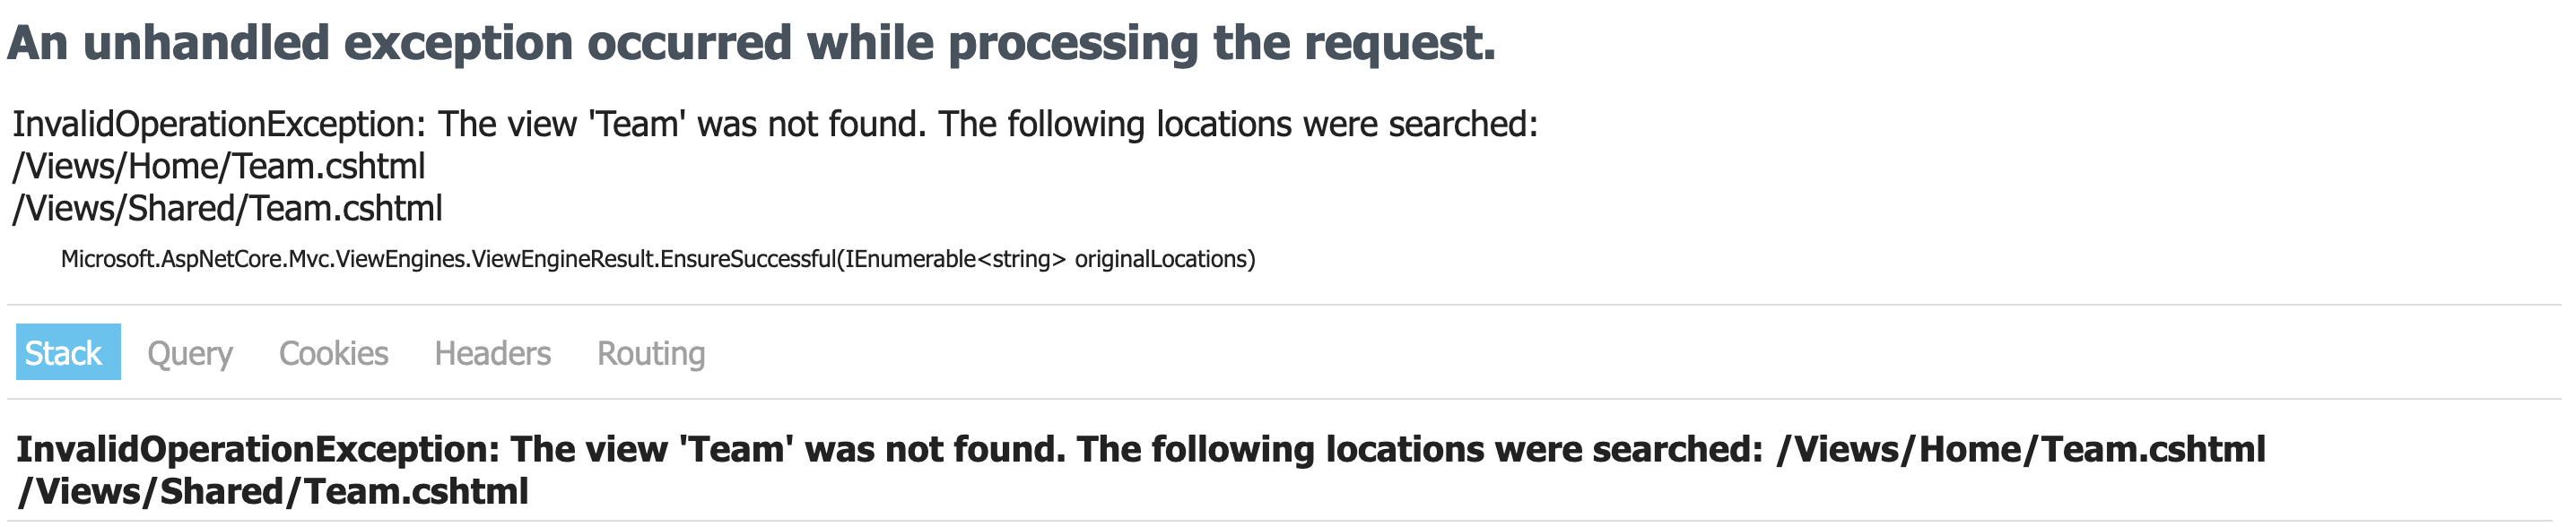 An unhandled exception occurred while processing the request.
InvalidOperationException: The view 'Team' was not found. The following locations were searched:
/Views/Home/Team.cshtml
/Views/Shared/Team.cshtml
Microsoft.AspNetCore.Mvc.ViewEngines.ViewEngineResult.EnsureSuccessful(IEnumerable<string> originalLocations)
Stack Query Cookies Headers Routing
InvalidOperationException: The view 'Team' was not found. The following locations were searched: /Views/Home/Team.cshtml
/Views/Shared/Team.cshtml